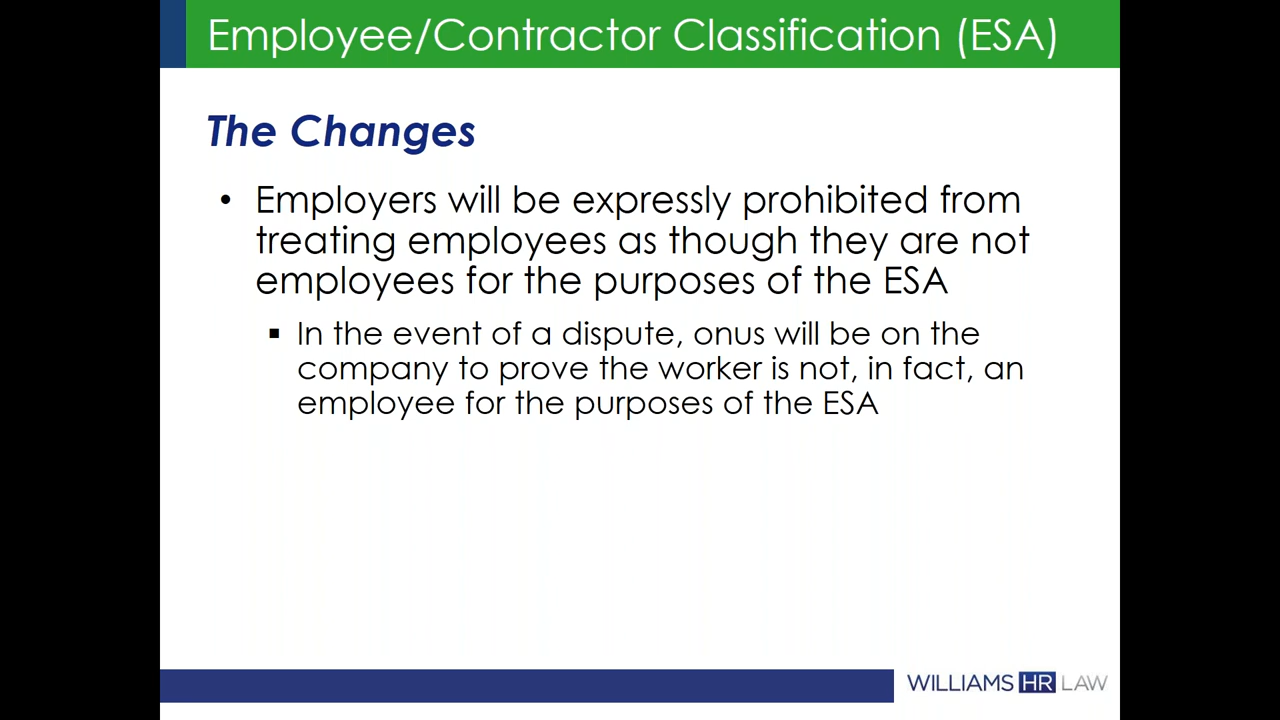 Employee/Contractor Classification (ESA)
The Changes
• Employers will be expressly prohibited from
treating employees as though they are not
employees for the purposes of the ESA
▪ In the event of a dispute, onus will be on the
company to prove the worker is not, in fact, an
employee for the purposes of the ESA
WILLIAMS HR LAW